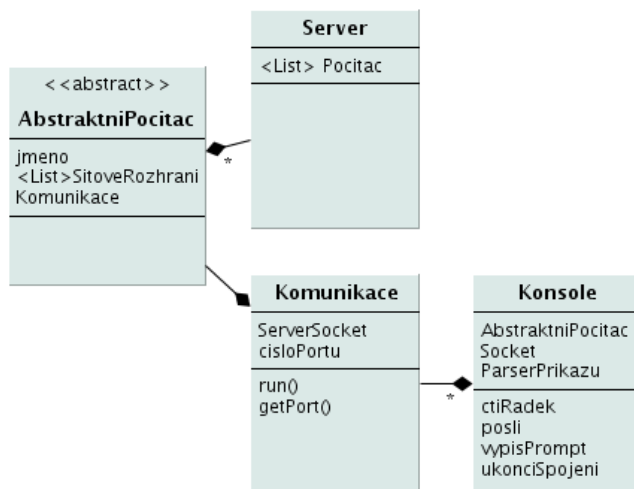 Server
<List> Pocitac
<<abstract>>
AbstraktniPocitac
jmeno
<List>SitoveRozhrani
Komunikace
*
Komunikace
ServerSocket
cisloPortu
run()
getPort()
*
Konsole
AbstraktniPocitac
Socket
ParserPrikazu
ctiRadek
posli
vypisPrompt
ukonciSpojeni